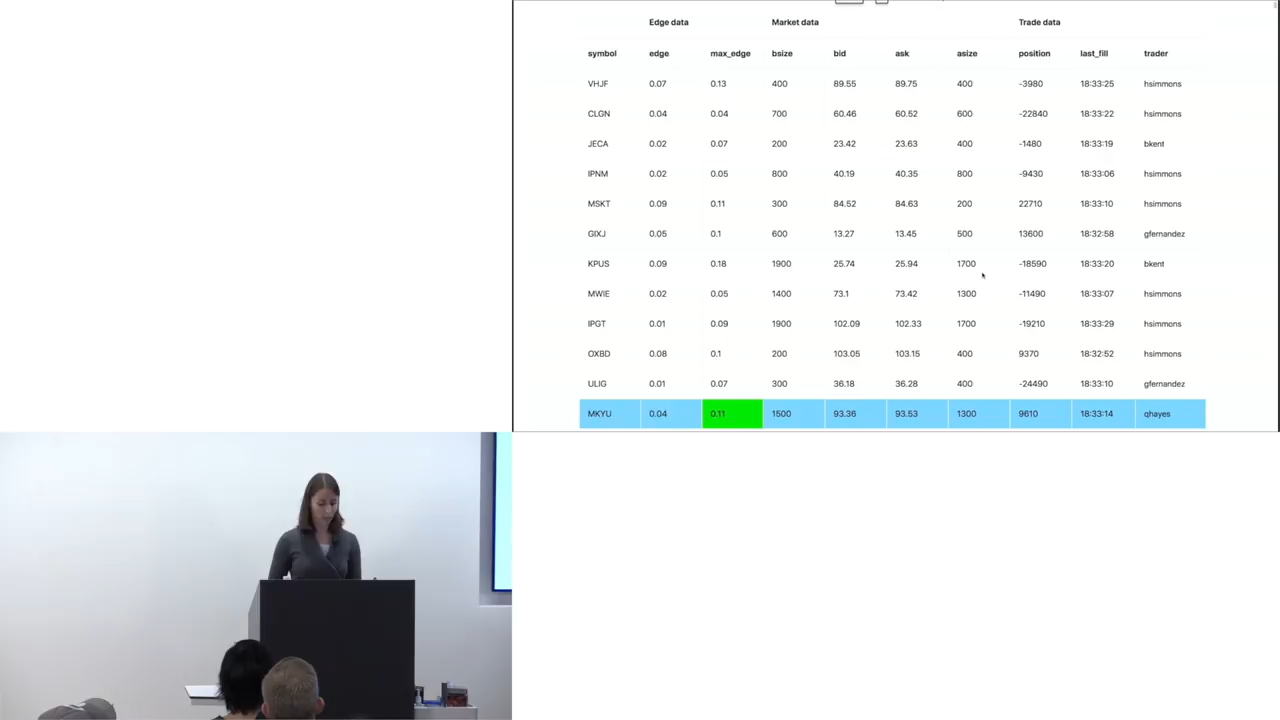 Edge data Market data Trade data
symbol edge max_edge bsize bid ask asize position last_fill trader
VHJF 0.07 0.13 400 89.55 89.75 400 -3980 18:33:25 hsimmons
CLGN 0.04 0.04 700 60.46 60.52 600 -22840 18:33:22 hsimmons
JECA 0.02 0.07 200 23.42 23.63 400 -1480 18:33:19 bkent
IPNM 0.02 0.05 800 40.19 40.35 800 -9430 18:33:06 hsimmons
MSKT 0.09 0.11 300 84.52 84.63 200 22710 18:33:10 hsimmons
GIXJ 0.05 0.1 600 13.27 13.45 500 13600 18:32:58 gfernandez
KPUS 0.09 0.18 1900 25.74 25.94 1700 -18590 18:33:20 bkent
MWIE 0.02 0.05 1400 73.1 73.42 1300 -11490 18:33:07 hsimmons
IPGT 0.01 0.09 1900 102.09 102.33 1700 -19210 18:33:29 hsimmons
OXBD 0.08 0.1 200 103.05 103.15 400 9370 18:32:52 hsimmons
ULIG 0.01 0.07 300 36.18 36.28 400 -24490 18:33:10 gfernandez
MKYU 0.04 0.11 1500 93.36 93.53 1300 9610 18:33:14 qhayes